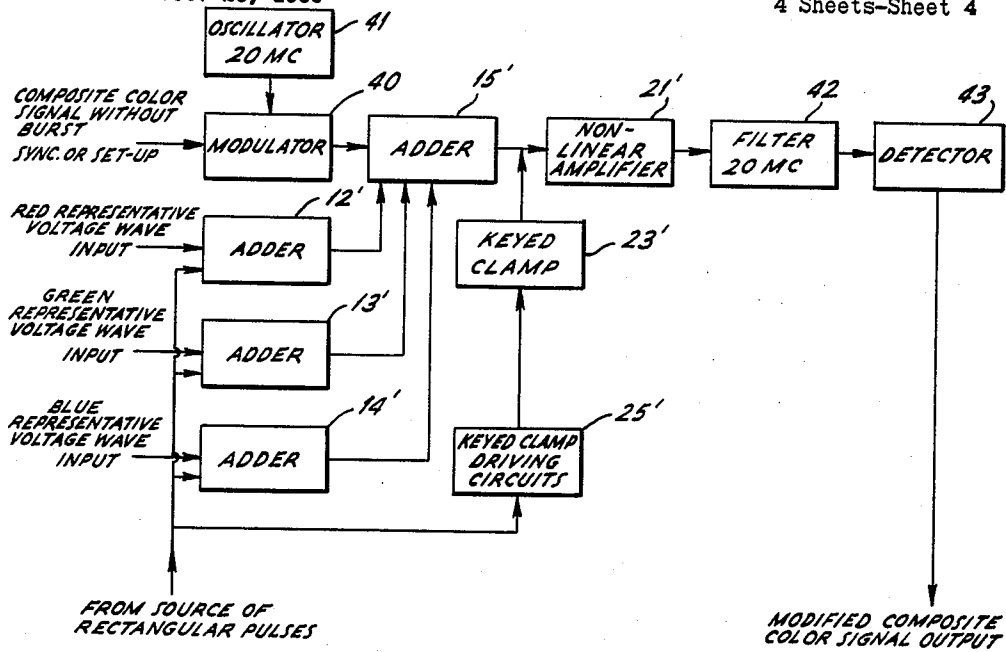 4 Sheets-Sheet 4
OSCILLATOR
20 MC
41
COMPOSITE COLOR
SIGNAL WITHOUT
BURST
SYNC. OR SET-UP
MODULATOR
40
ADDER
15'
NON-
LINEAR
AMPLIFIER
21'
FILTER
20 MC
42
DETECTOR
43
RED REPRESENTATIVE
VOLTAGE WAVE
INPUT
ADDER
12'
KEYED
CLAMP
23'
GREEN
REPRESENTATIVE
VOLTAGE WAVE
INPUT
ADDER
13'
BLUE
REPRESENTATIVE
VOLTAGE WAVE
INPUT
ADDER
14'
KEYED CLAMP
DRIVING
CIRCUITS
25'
FROM SOURCE OF
RECTANGULAR PULSES
MODIFIED COMPOSITE
COLOR SIGNAL OUTPUT